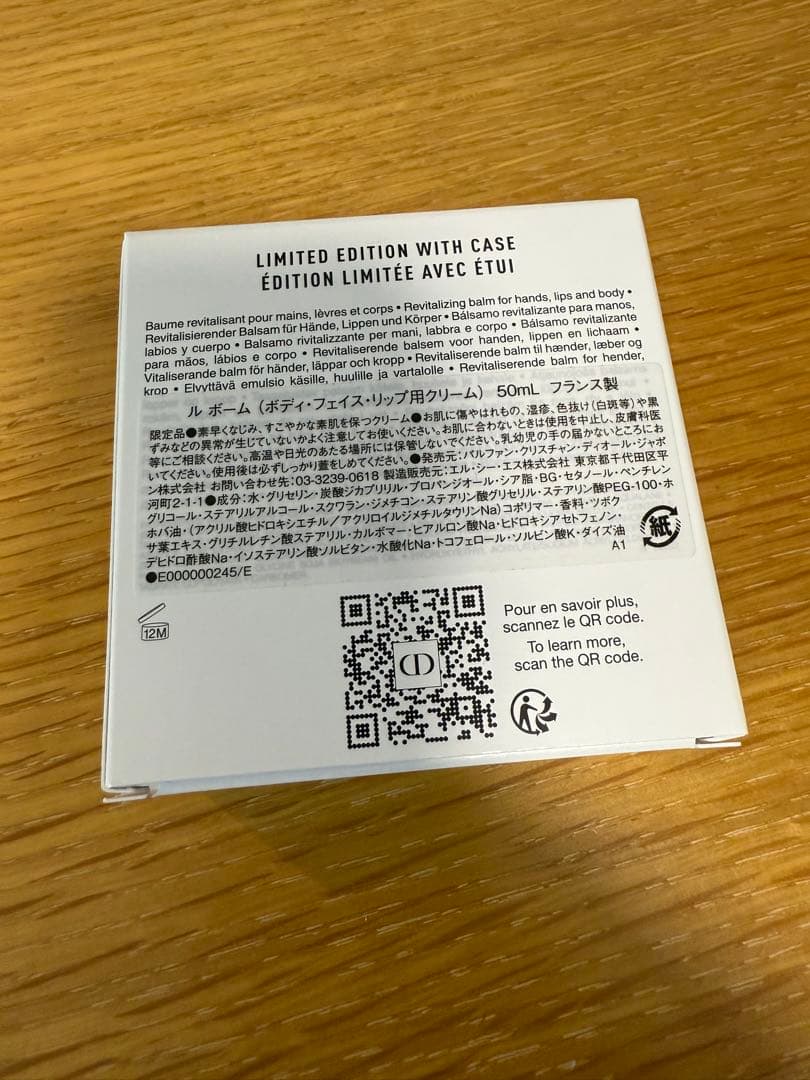 LIMITED EDITION WITH CASE
ÉDITION LIMITÉE AVEC ÉTUI
Baume revitalisant pour mains, lèvres et corps • Revitalizing balm for hands, lips and body •
Revitalisierender Balsam für Hände, Lippen und Körper • Bálsamo revitalizante para manos,
labios y cuerpo • Balsamo rivitalizzante per mani, labbra e corpo • Bálsamo revitalizante
para mãos, lábios e corpo • Revitaliserende balsem voor handen, lippen en lichaam •
Vitaliserande balm för händer, läppar och kropp • Revitaliserende balm til hænder, læber og
krop • Elvyttävä emulsio käsille, huulille ja vartalolle • Revitaliserende balm for hender,
ル ボーム (ボディ・フェイス・リップ用クリーム) 50mL フランス製
限定品●素早くなじみ、すこやかな素肌を保つクリーム●お肌に傷やはれもの、湿疹、色抜け(白斑等)や黒
ずみなどの異常が生じていないかよく注意してお使いください。お肌に合わないときは使用を中止し、皮膚科医
等にご相談ください。高温や日光のあたる場所には保管しないでください。乳幼児の手の届かないところにお
いてください。使用後は必ずしっかり蓋をしめてください。●発売元:パルファン・クリスチャン・ディオール・ジャポ
ン株式会社 お問い合わせ先:03-3239-0618 製造販売元:エル・シー・エス株式会社 東京都千代田区平
河町2-1-1●成分:水・グリセリン・炭酸ジカプリリル・プロパンジオール・シア脂・BG・セタノール・ペンチレン
グリコール・ステアリルアルコール・スクワラン・ジメチコン・ステアリン酸グリセリル・ステアリン酸PEG-100・ホ
ホバ油・(アクリル酸ヒドロキシエチル/アクリロイルジメチルタウリンNa)コポリマー・香料・ツボク
サ葉エキス・グリチルレチン酸ステアリル・カルボマー・ヒアルロン酸Na・ヒドロキシアセトフェノン・
デヒドロ酢酸Na・イソステアリン酸ソルビタン・水酸化Na・トコフェロール・ソルビン酸K・ダイズ油
●E000000245/E
A1
紙
12M
CD
Pour en savoir plus,
scannez le QR code.
To learn more,
scan the QR code.